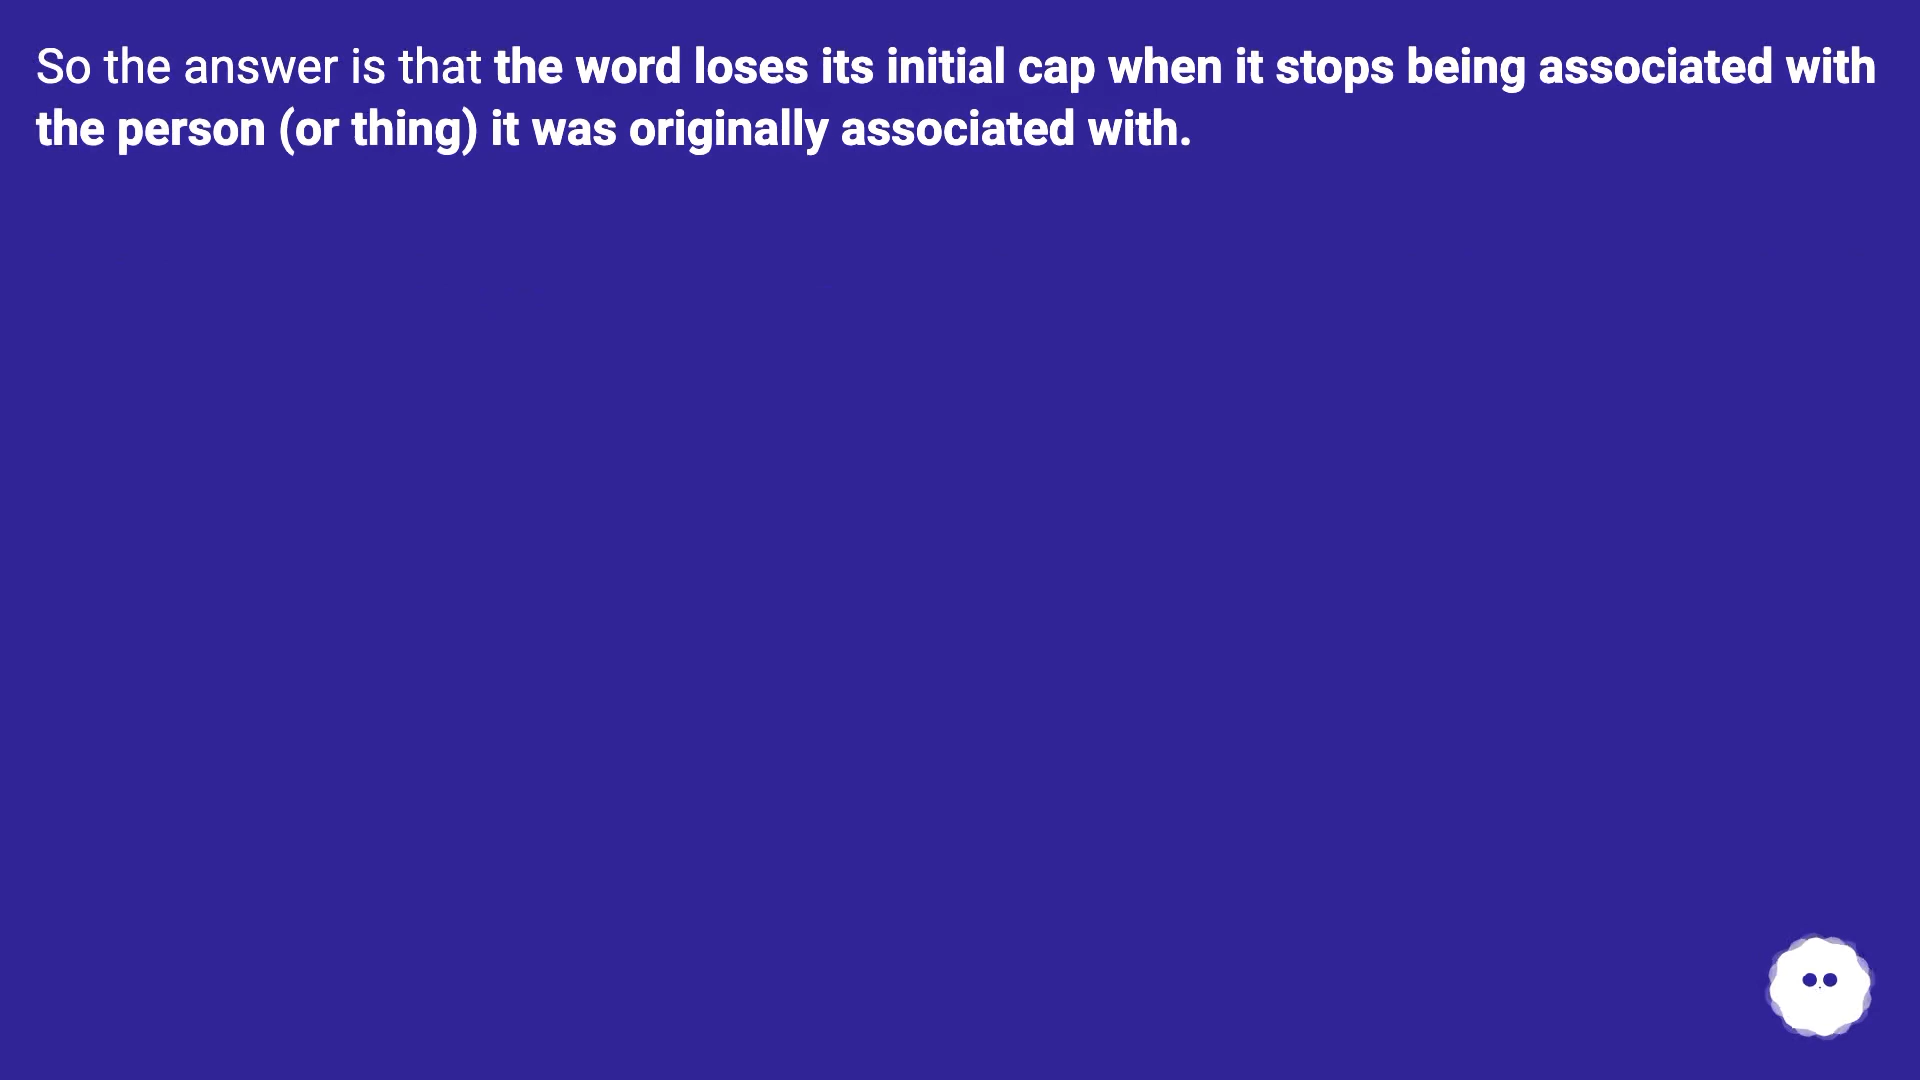 So the answer is that the word loses its initial cap when it stops being associated with
the person (or thing) it was originally associated with.